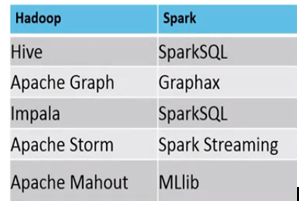 Hadoop Spark
Hive SparkSQL
Apache Graph Graphax
Impala SparkSQL
Apache Storm Spark Streaming
Apache Mahout MLlib